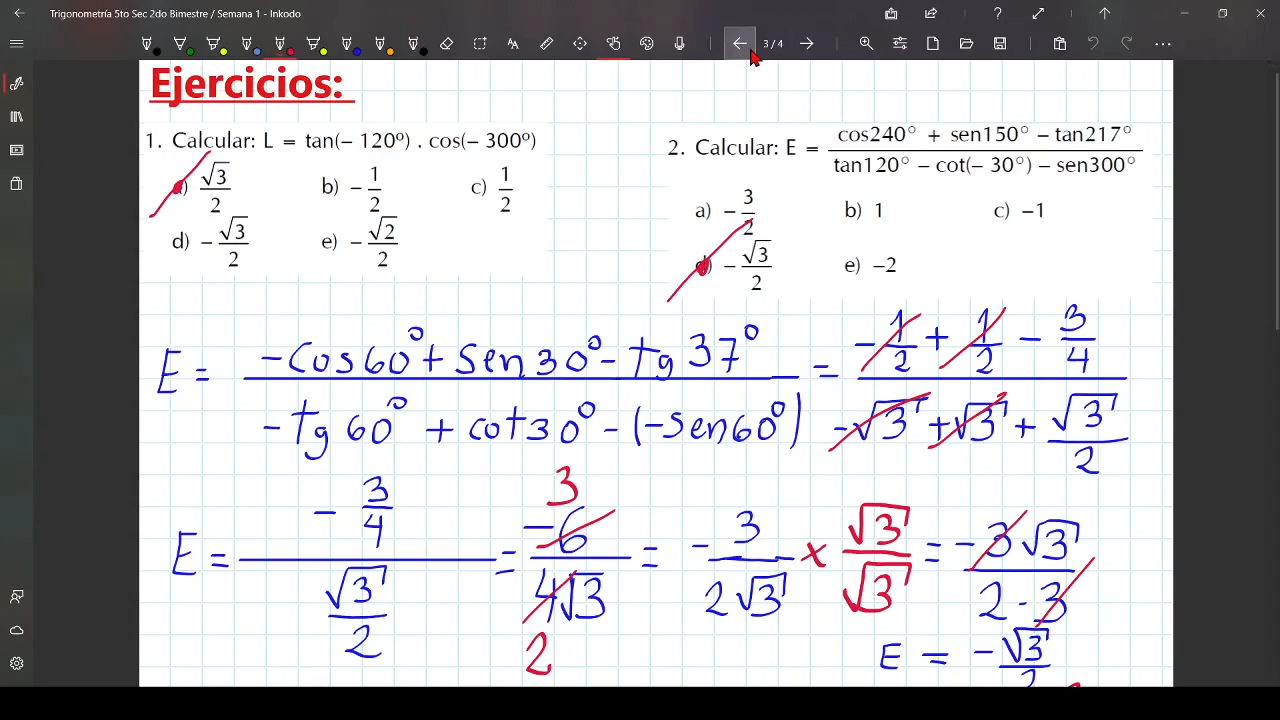 Trigonometría 5to Sec 2do Bimestre / Semana 1 - Inkodo
3/4
Ejercicios:
1. Calcular: L = tan(− 120º) . cos(− 300º)
a) √3/2 b) −1/2 c) 1/2
d) −√3/2 e) −√2/2
2. Calcular: E = (cos240° + sen150° − tan217°)/(tan120° − cot(− 30°) − sen300°)
a) −3/2 b) 1 c) −1
d) −√3/2 e) −2
E = (−Cos60° + Sen30° − tg37°)/(−tg60° + cot30° − (−sen60°)) = (−1/2 + 1/2 − 3/4)/(−√3 + √3 + √3/2)
E = (−3/4)/(√3/2) = −6/4√3 = −3/2√3 × √3/√3 = −3√3/2·3
3
2
E = −√3/2